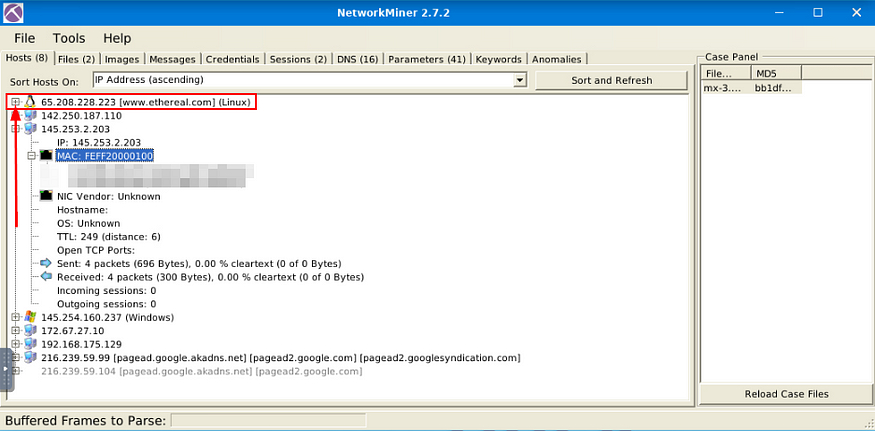 NetworkMiner 2.7.2
File Tools Help
Hosts (8) Files (2) Images Messages Credentials Sessions (2) DNS (16) Parameters (41) Keywords Anomalies
Sort Hosts On: IP Address (ascending) Sort and Refresh
65.208.228.223 [www.ethereal.com] (Linux)
142.250.187.110
145.253.2.203
IP: 145.253.2.203
MAC: FEFF20000100
NIC Vendor: Unknown
Hostname:
OS: Unknown
TTL: 249 (distance: 6)
Open TCP Ports:
Sent: 4 packets (696 Bytes), 0.00 % cleartext (0 of 0 Bytes)
Received: 4 packets (300 Bytes), 0.00 % cleartext (0 of 0 Bytes)
Incoming sessions: 0
Outgoing sessions: 0
145.254.160.237 (Windows)
172.67.27.10
192.168.175.129
216.239.59.99 [pagead.google.akadns.net] [pagead2.google.com] [pagead2.googlesyndication.com]
216.239.59.104 [pagead.google.akadns.net] [pagead2.google.com]
Case Panel
File... MD5
mx-3.... bb1df...
Reload Case Files
Buffered Frames to Parse: